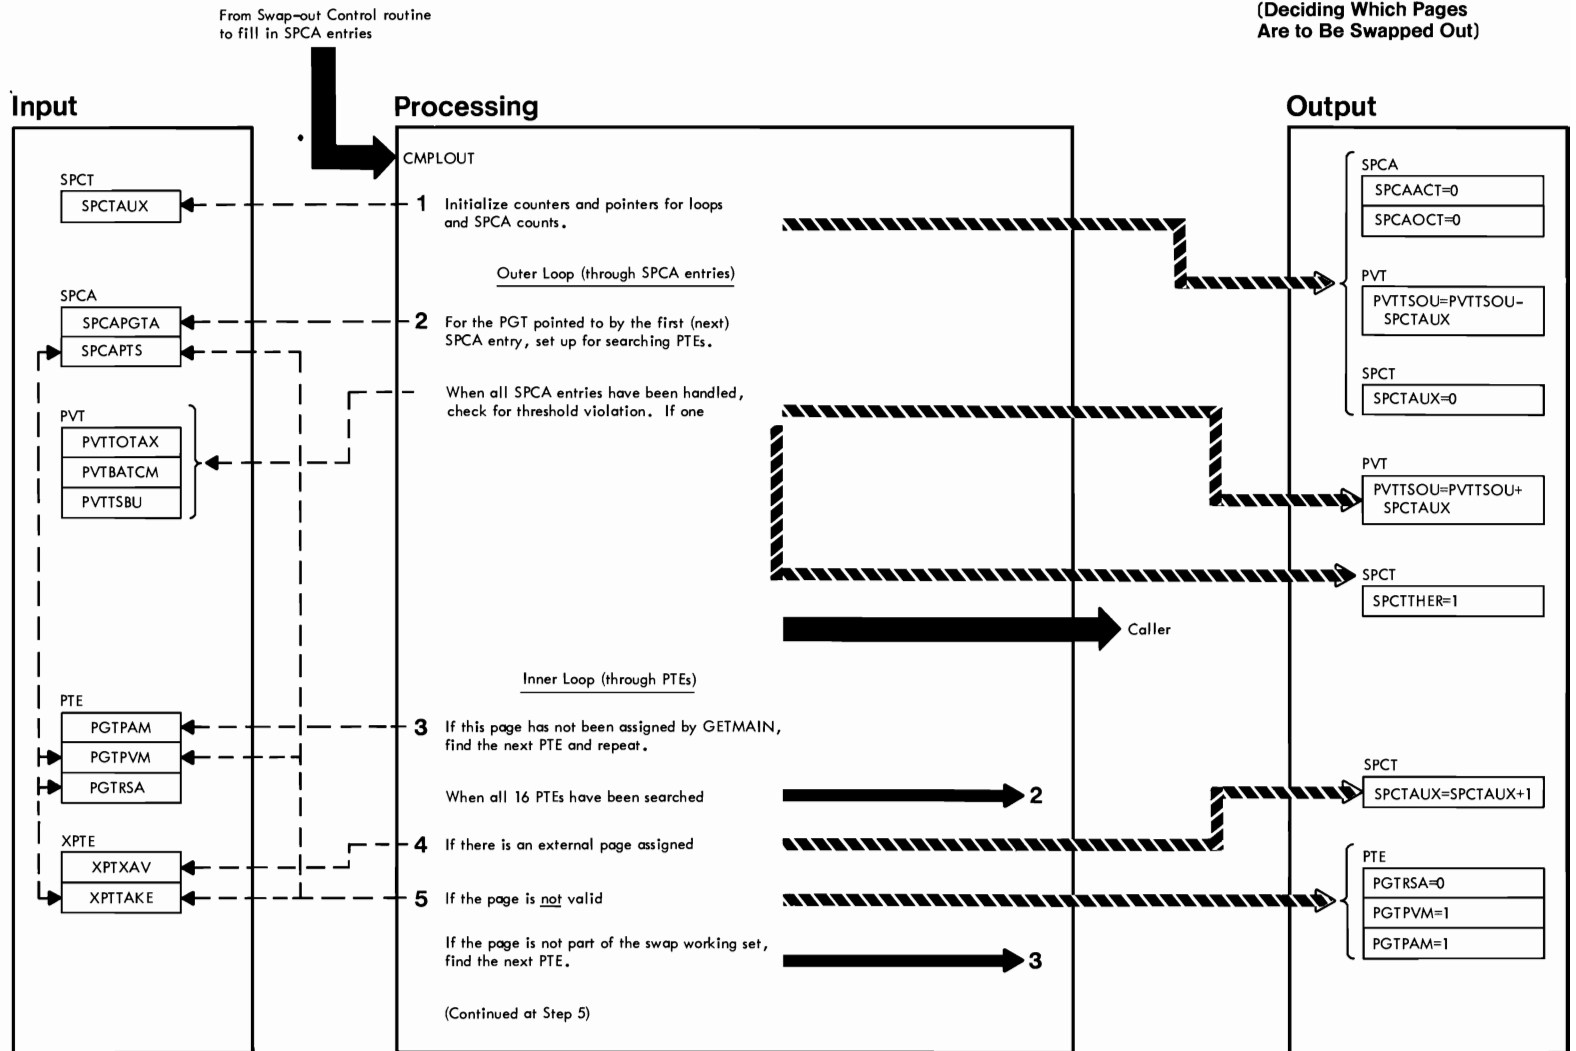 From Swap-out Control routine
to fill in SPCA entries
(Deciding Which Pages
Are to Be Swapped Out)
Input
Processing
Output
CMPLOUT
SPCT
SPCTAUX
1 Initialize counters and pointers for loops
and SPCA counts.
SPCA
SPCAACT=0
SPCAOCT=0
Outer Loop (through SPCA entries)
PVT
PVTTSOU=PVTTSOU-
SPCTAUX
SPCA
SPCAPGTA
SPCAPTS
2 For the PGT pointed to by the first (next)
SPCA entry, set up for searching PTEs.
SPCT
SPCTAUX=0
When all SPCA entries have been handled,
check for threshold violation. If one
PVT
PVTTOTAX
PVTBATCM
PVTTSBU
PVT
PVTTSOU=PVTTSOU+
SPCTAUX
SPCT
SPCTTHER=1
Caller
Inner Loop (through PTEs)
PTE
PGTPAM
PGTPVM
PGTRSA
3 If this page has not been assigned by GETMAIN,
find the next PTE and repeat.
When all 16 PTEs have been searched
2
SPCT
SPCTAUX=SPCTAUX+1
XPTE
XPTXAV
XPTTAKE
4 If there is an external page assigned
5 If the page is not valid
PTE
PGTRSA=0
PGTPVM=1
PGTPAM=1
If the page is not part of the swap working set,
find the next PTE.
3
(Continued at Step 5)